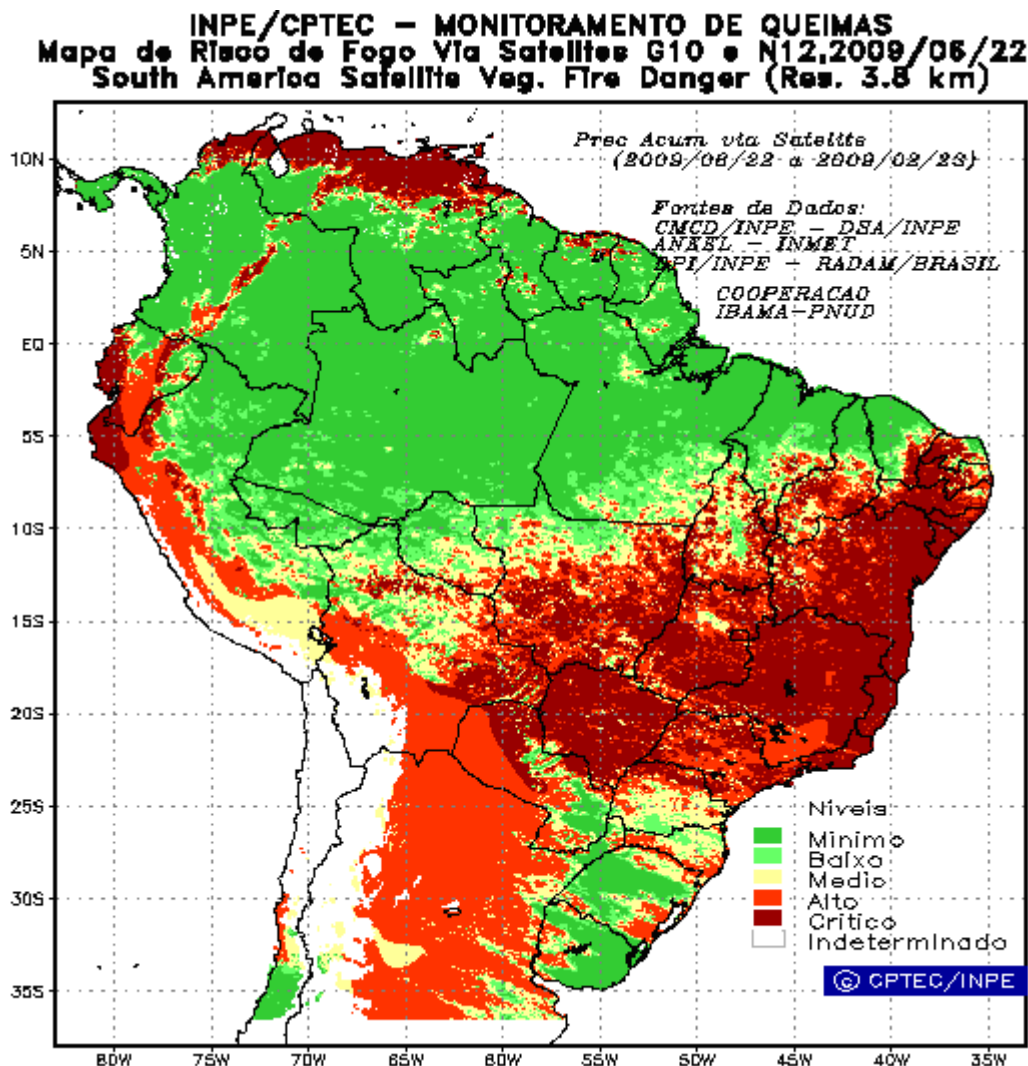 INPE/CPTEC – MONITORAMENTO DE QUEIMAS
Mapa de Risco de Fogo Via Satellites G10 e N12,2009/06/22
South America Satellite Veg. Fire Danger (Res. 3.8 km)
Prec Acum via Satelite
(2009/06/22 a 2009/02/23)
Fontes de Dados:
CMCD/INPE – DSA/INPE
ANEEL – INMET
DPI/INPE – RADAM/BRASIL
COOPERACAO
IBAMA–PNUD
10N
5N
EQ
5S
10S
15S
20S
25S
30S
35S
Niveis
Minimo
Baixo
Medio
Alto
Critico
Indeterminado
© CPTEC/INPE
80W 75W 70W 65W 60W 55W 50W 45W 40W 35W